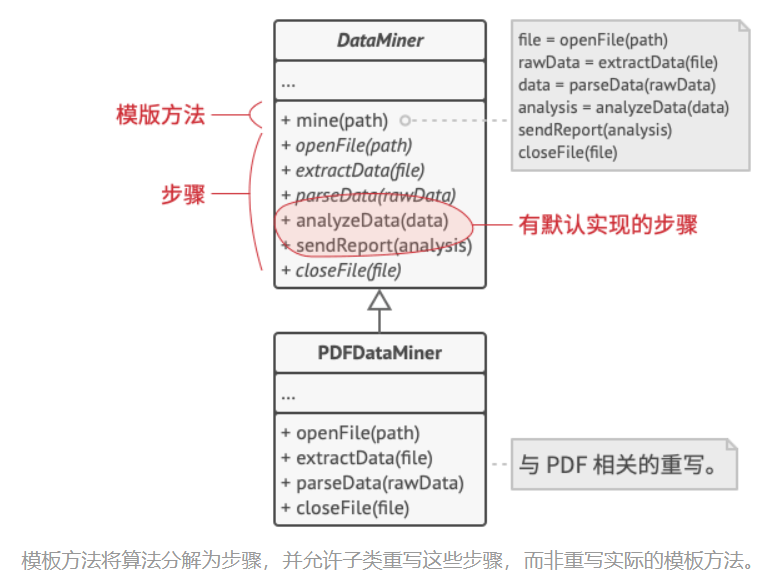 DataMiner
...
模版方法
+ mine(path)
步骤
+ openFile(path)
+ extractData(file)
+ parseData(rawData)
+ analyzeData(data)
+ sendReport(analysis)
+ closeFile(file)
有默认实现的步骤
file = openFile(path)
rawData = extractData(file)
data = parseData(rawData)
analysis = analyzeData(data)
sendReport(analysis)
closeFile(file)
PDFDataMiner
...
+ openFile(path)
+ extractData(file)
+ parseData(rawData)
+ closeFile(file)
与 PDF 相关的重写。
模板方法将算法分解为步骤，并允许子类重写这些步骤，而非重写实际的模板方法。